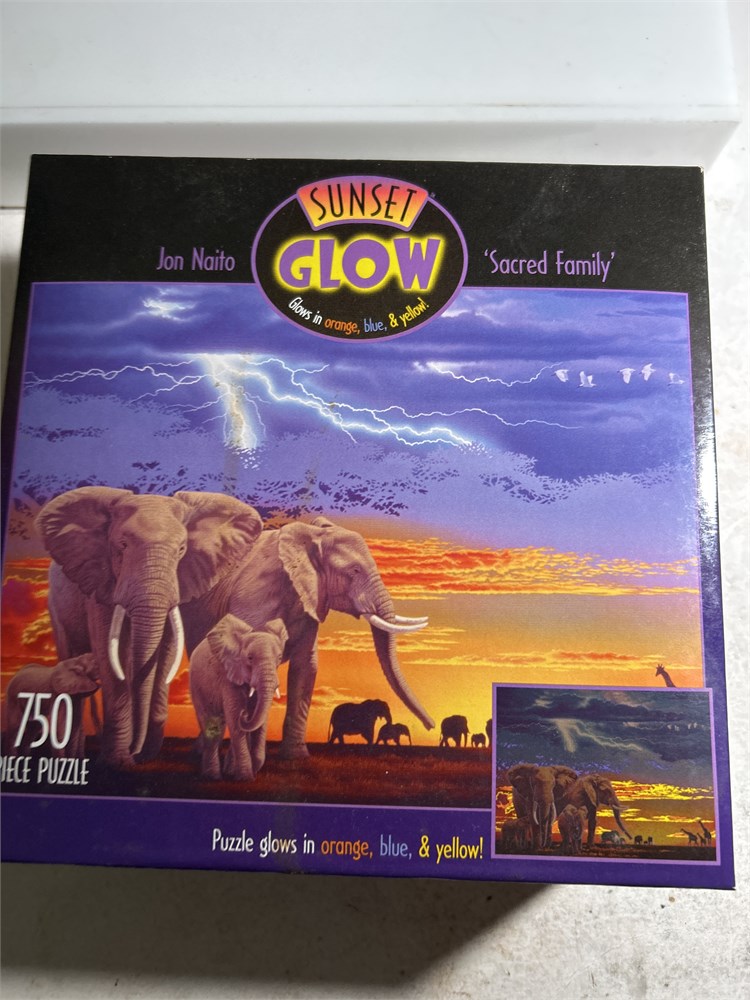 SUNSET
GLOW
Glows in orange, blue, & yellow!
Jon Naito
'Sacred Family'
750
PIECE PUZZLE
Puzzle glows in orange, blue, & yellow!